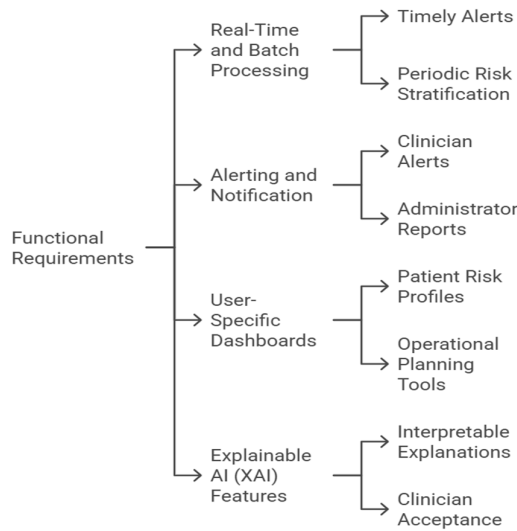 Functional
Requirements
Real-Time
and Batch
Processing
Timely Alerts
Periodic Risk
Stratification
Alerting and
Notification
Clinician
Alerts
Administrator
Reports
User-
Specific
Dashboards
Patient Risk
Profiles
Operational
Planning
Tools
Explainable
AI (XAI)
Features
Interpretable
Explanations
Clinician
Acceptance